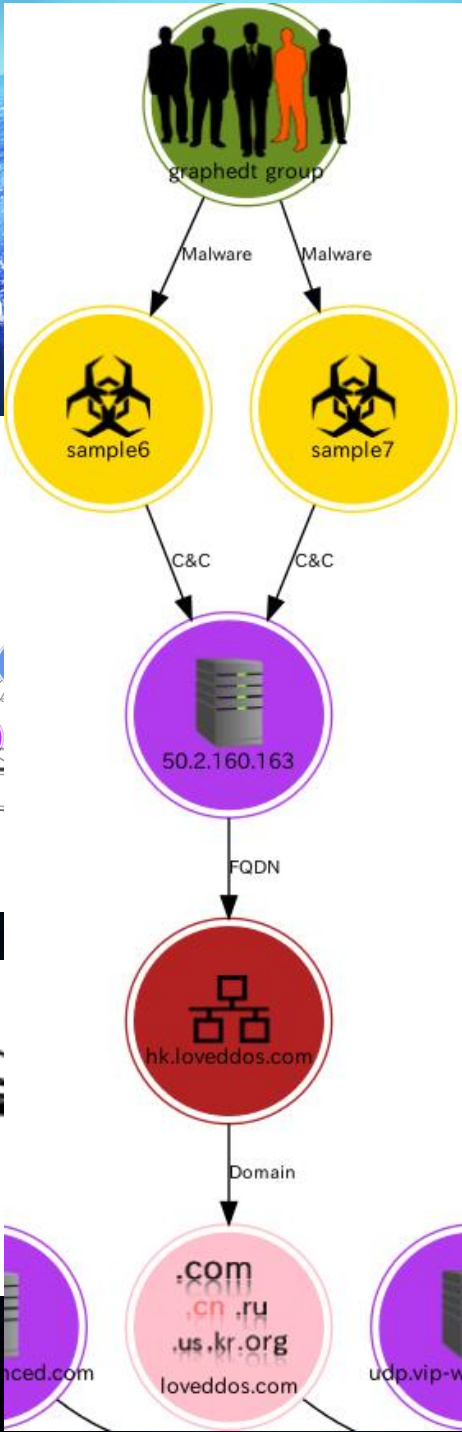 graphedt group
Malware
Malware
sample6
sample7
C&C
C&C
50.2.160.163
FQDN
hk.loveddos.com
Domain
.com
.cn .ru
.us.kr.org
loveddos.com
nced.com
udp.vip-w